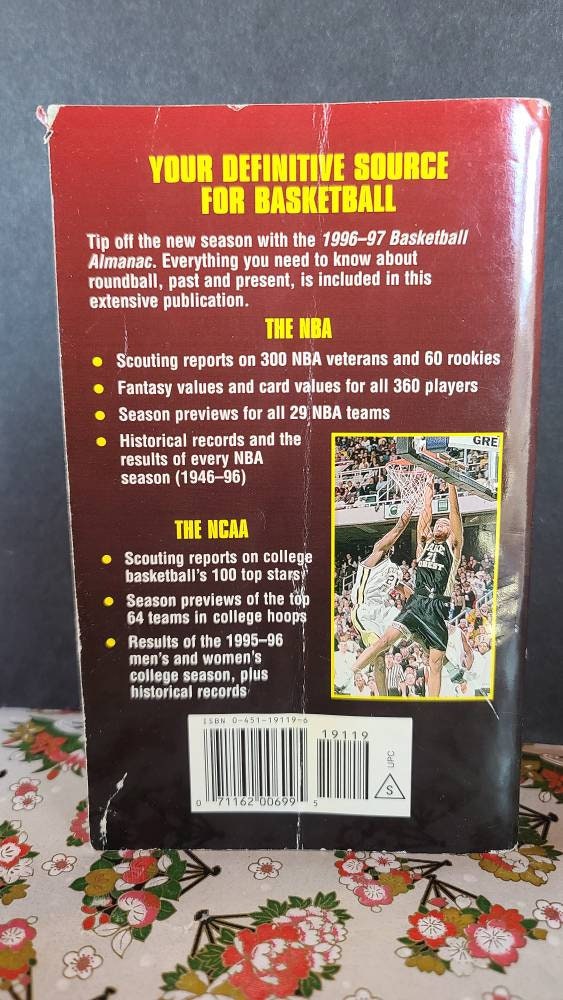 YOUR DEFINITIVE SOURCE
FOR BASKETBALL
Tip off the new season with the 1996–97 Basketball
Almanac. Everything you need to know about
roundball, past and present, is included in this
extensive publication.
THE NBA
• Scouting reports on 300 NBA veterans and 60 rookies
• Fantasy values and card values for all 360 players
• Season previews for all 29 NBA teams
• Historical records and the
results of every NBA
season (1946–96)
GRE
21
THE NCAA
• Scouting reports on college
basketball's 100 top stars
• Season previews of the top
64 teams in college hoops
• Results of the 1995–96
men's and women's
college season, plus
historical records
ISBN 0-451-19119-6
19119
0 71162 00699 5
S
UPC